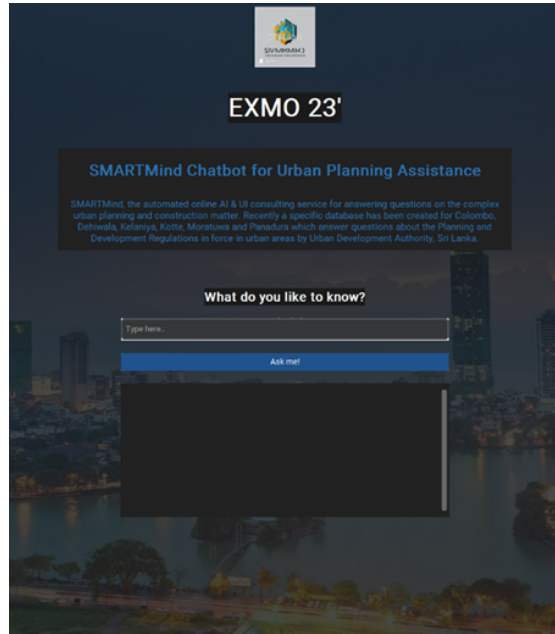 EXMO 23'
SMARTMind Chatbot for Urban Planning Assistance
SMARTMind, the automated online AI & UI consulting service for answering questions on the complex
urban planning and construction matter. Recently a specific database has been created for Colombo,
Dehiwala, Kelaniya, Kotte, Moratuwa and Panadura which answer questions about the Planning and
Development Regulations in force in urban areas by Urban Development Authority, Sri Lanka.
What do you like to know?
Type here..
Ask me!